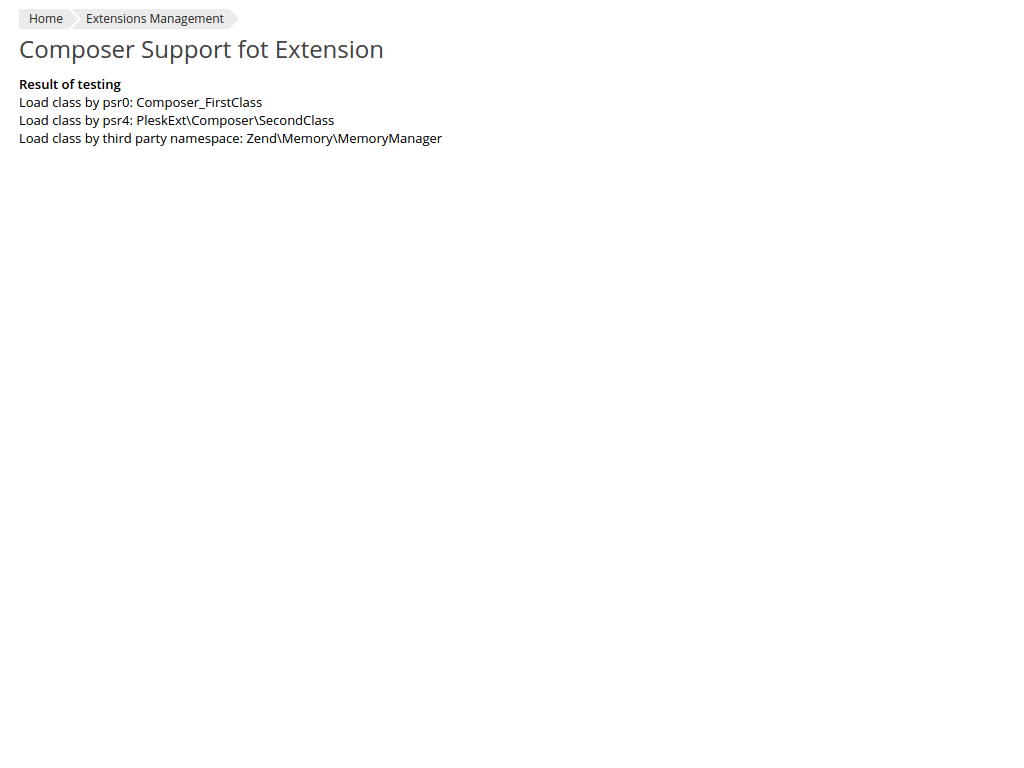 Home Extensions Management
Composer Support fot Extension
Result of testing
Load class by psr0: Composer_FirstClass
Load class by psr4: PleskExt\Composer\SecondClass
Load class by third party namespace: Zend\Memory\MemoryManager